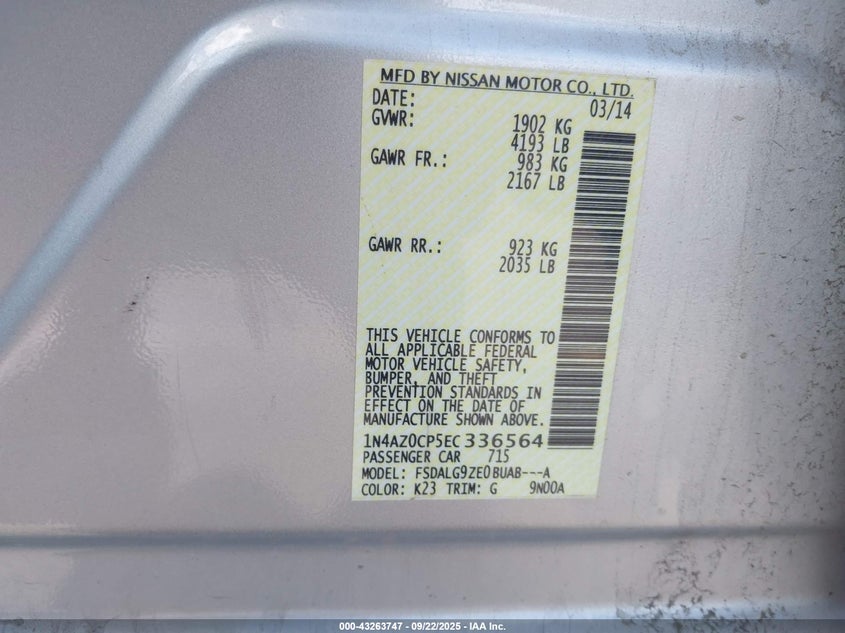 MFD BY NISSAN MOTOR CO., LTD.
DATE: 03/14
GVWR: 1902 KG
4193 LB
GAWR FR.: 983 KG
2167 LB
GAWR RR.: 923 KG
2035 LB
THIS VEHICLE CONFORMS TO
ALL APPLICABLE FEDERAL
MOTOR VEHICLE SAFETY,
BUMPER, AND THEFT
PREVENTION STANDARDS IN
EFFECT ON THE DATE OF
MANUFACTURE SHOWN ABOVE.
1N4AZ0CP5EC336564
PASSENGER CAR 715
MODEL: FSDALG9ZE0BUAB---A
COLOR: K23 TRIM: G 9N00A
000-43263747 - 09/22/2025 - IAA Inc.